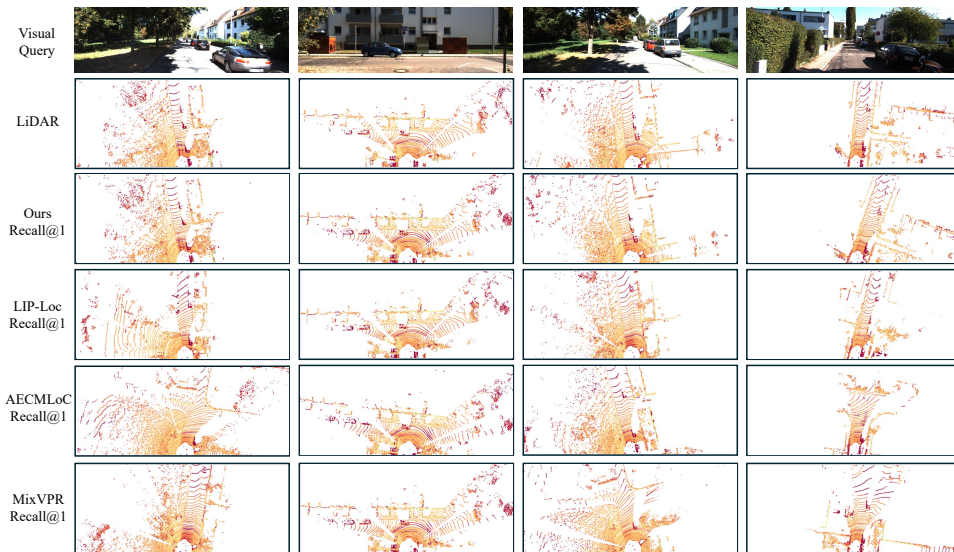 Visual
Query
LiDAR
Ours
Recall@1
LIP-Loc
Recall@1
AECMLoC
Recall@1
MixVPR
Recall@1